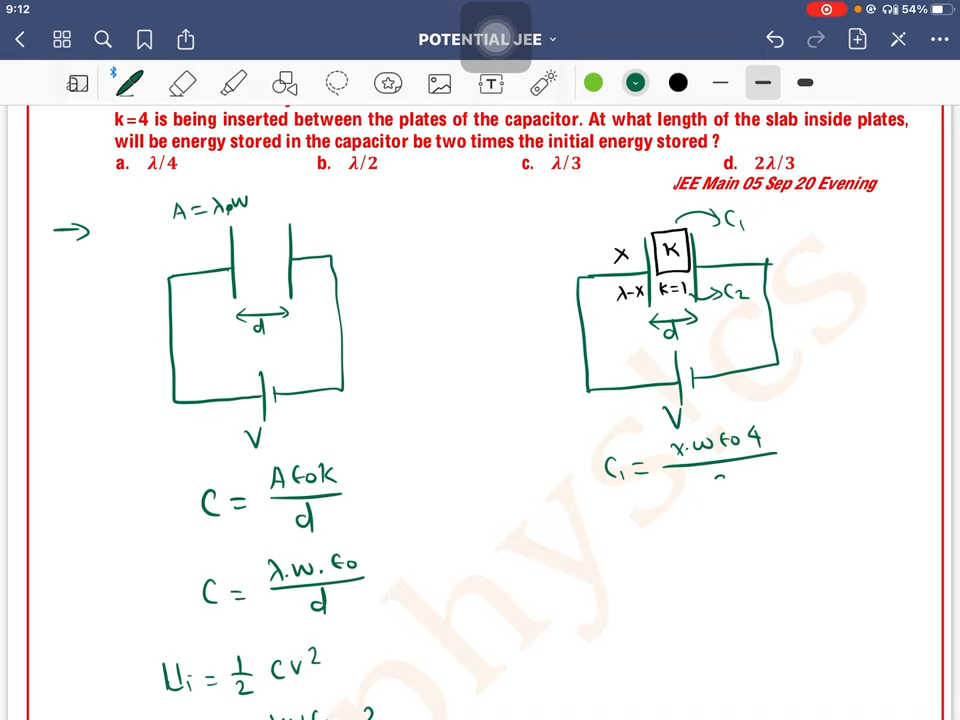 9:12
54%
POTENTIAL JEE
T
k=4 is being inserted between the plates of the capacitor. At what length of the slab inside plates,
will be energy stored in the capacitor be two times the initial energy stored ?
a. λ/4 b. λ/2 c. λ/3 d. 2λ/3
JEE Main 05 Sep 20 Evening
A = λ.w
d
V
C = A ϵ0 k / d
C = λ.w.ϵ0 / d
Ui = 1/2 CV²
x K C1
λ-x k=1 C2
d
V
C1 = x.w ϵ0 4
physics